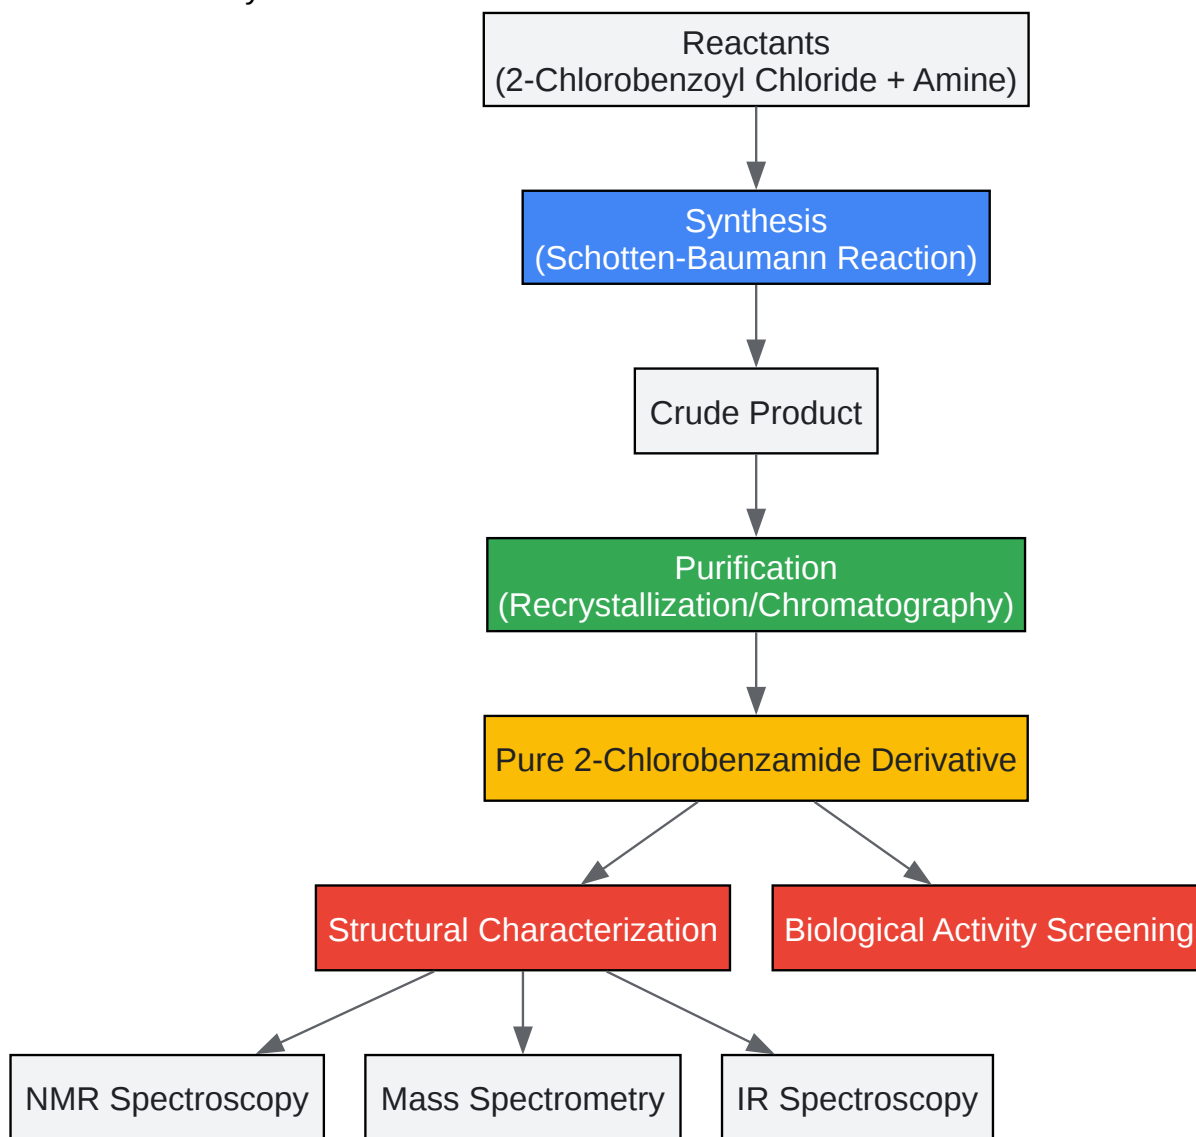 Reactants
(2-Chlorobenzoyl Chloride + Amine)
Synthesis
(Schotten-Baumann Reaction)
Crude Product
Purification
(Recrystallization/Chromatography)
Pure 2-Chlorobenzamide Derivative
Structural Characterization
Biological Activity Screening
NMR Spectroscopy
Mass Spectrometry
IR Spectroscopy